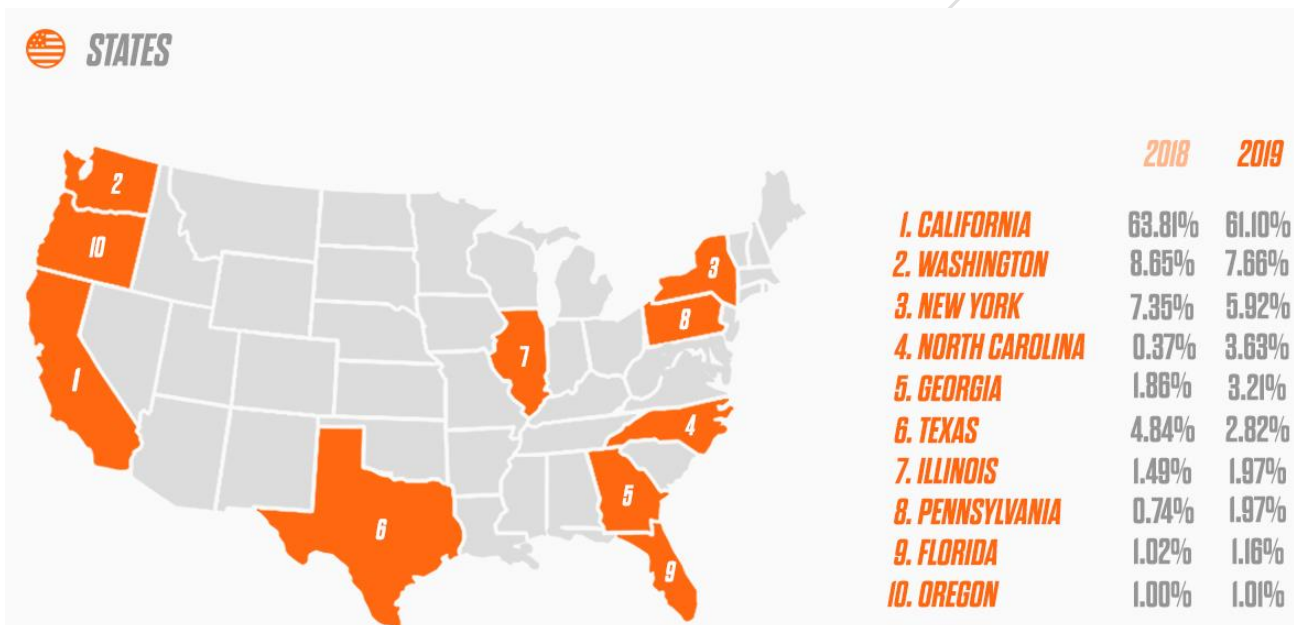 STATES
2018 2019
1. CALIFORNIA 63.81% 61.10%
2. WASHINGTON 8.65% 7.66%
3. NEW YORK 7.35% 5.92%
4. NORTH CAROLINA 0.37% 3.63%
5. GEORGIA 1.86% 3.21%
6. TEXAS 4.84% 2.82%
7. ILLINOIS 1.49% 1.97%
8. PENNSYLVANIA 0.74% 1.97%
9. FLORIDA 1.02% 1.16%
10. OREGON 1.00% 1.01%
2
10
3
8
7
1
4
5
6
9